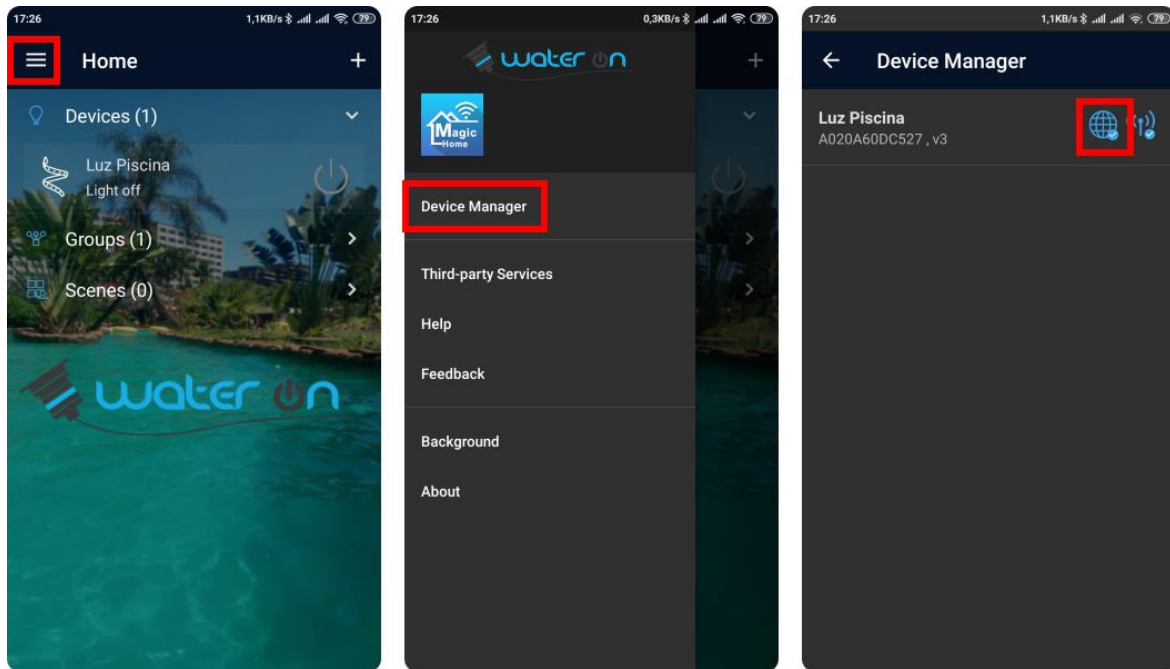 17:26 1,1KB/s 79
Home
Devices (1)
Luz Piscina
Light off
Groups (1)
Scenes (0)
water on
17:26 0,3KB/s 79
water on
Magic
Home
Device Manager
Third-party Services
Help
Feedback
Background
About
17:26 1,1KB/s 79
Device Manager
Luz Piscina
A020A60DC527 , v3